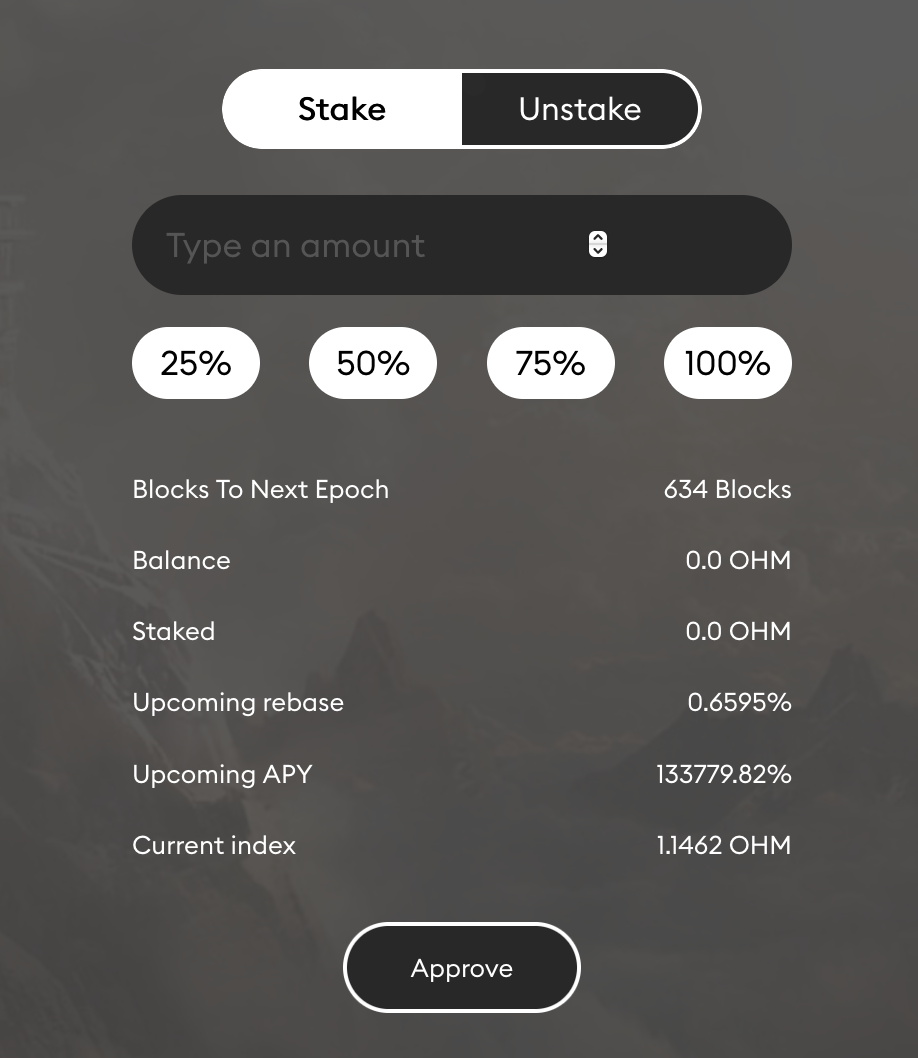 Stake Unstake
Type an amount
25% 50% 75% 100%
Blocks To Next Epoch 634 Blocks
Balance 0.0 OHM
Staked 0.0 OHM
Upcoming rebase 0.6595%
Upcoming APY 133779.82%
Current index 1.1462 OHM
Approve